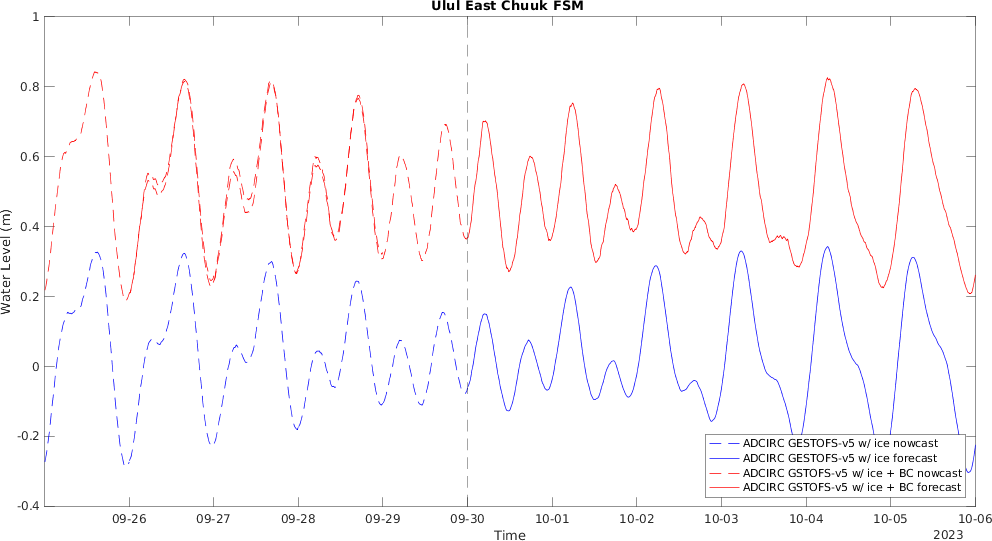 Ulul East Chuuk FSM
1
0.8
0.6
0.4
0.2
0
-0.2
-0.4
Water Level (m)
ADCIRC GESTOFS-v5 w/ ice nowcast
ADCIRC GESTOFS-v5 w/ ice forecast
ADCIRC GSTOFS-v5 w/ ice + BC nowcast
ADCIRC GSTOFS-v5 w/ ice + BC forecast
09-26 09-27 09-28 09-29 09-30 10-01 10-02 10-03 10-04 10-05 10-06
Time
2023